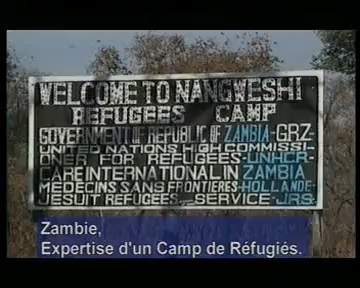 WELCOME TO NANGWESHI
REFUGEES CAMP
GOVERNMENT OF REPUBLIC OF ZAMBIA-GRZ-
UNITED NATIONS HIGH COMMISSI-
ONER FOR REFUGEES-UNHCR-
CARE INTERNATIONAL IN ZAMBIA
MEDECINS SANS FRONTIERES-HOLLANDE-
JESUIT REFUGEES SERVICE-JRS-
Zambie,
Expertise d'un Camp de Réfugiés.